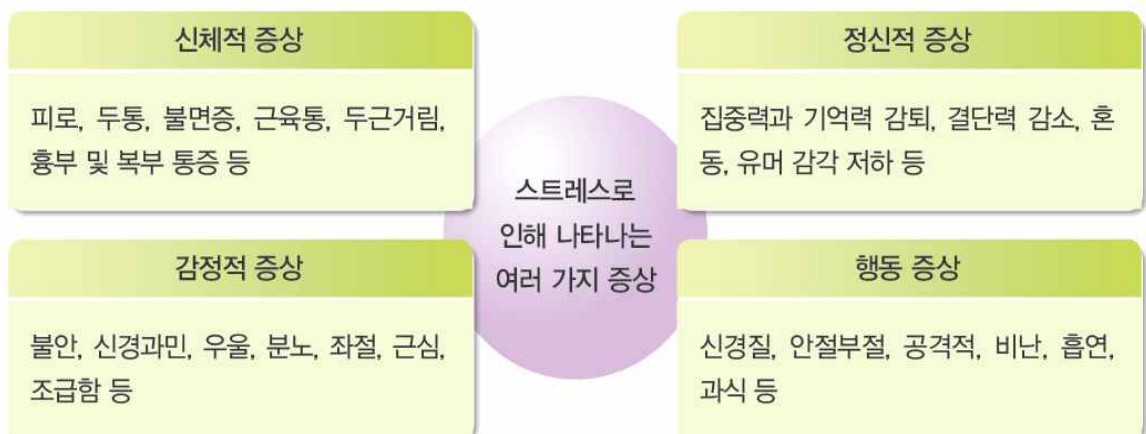 신체적 증상
피로, 두통, 불면증, 근육통, 두근거림,
흉부 및 복부 통증 등
정신적 증상
집중력과 기억력 감퇴, 결단력 감소, 혼
동, 유머 감각 저하 등
스트레스로
인해 나타나는
여러 가지 증상
감정적 증상
불안, 신경과민, 우울, 분노, 좌절, 근심,
조급함 등
행동 증상
신경질, 안절부절, 공격적, 비난, 흡연,
과식 등